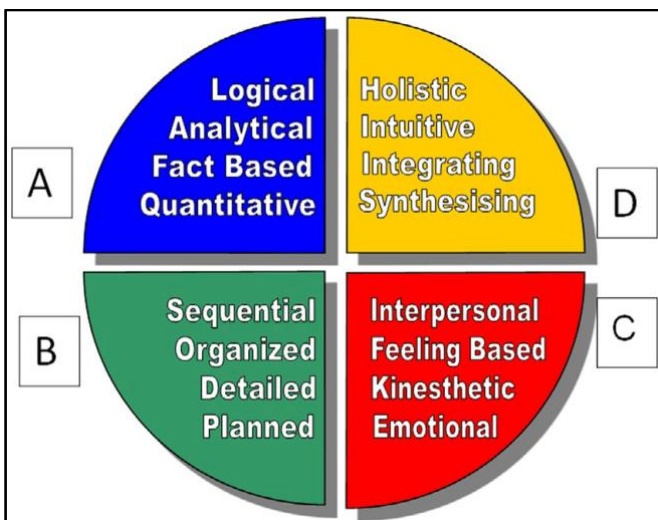 A
Logical
Analytical
Fact Based
Quantitative
Holistic
Intuitive
Integrating
Synthesising
D
B
Sequential
Organized
Detailed
Planned
Interpersonal
Feeling Based
Kinesthetic
Emotional
C